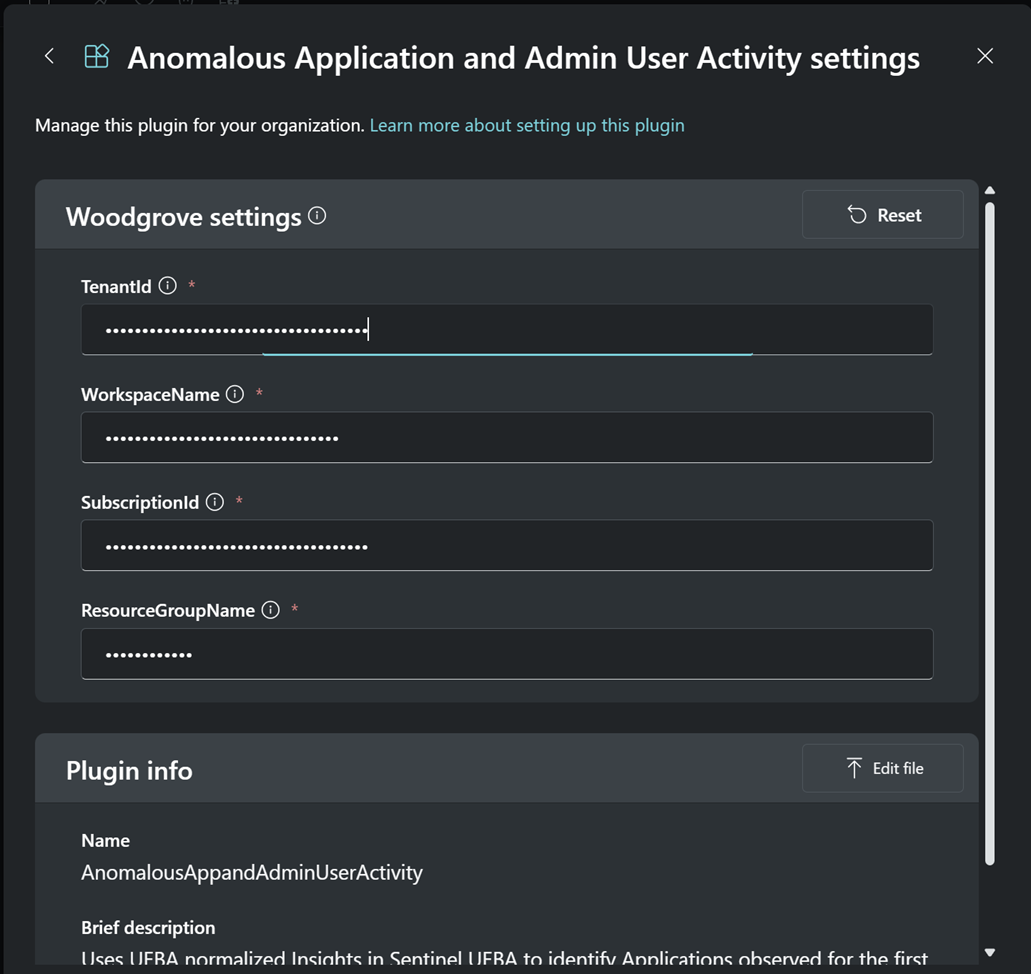 Anomalous Application and Admin User Activity settings
Manage this plugin for your organization. Learn more about setting up this plugin
Woodgrove settings
Reset
TenantId *
••••••••••••••••••••••••••••••••••••
WorkspaceName *
••••••••••••••••••••••••••••••••
SubscriptionId *
••••••••••••••••••••••••••••••••••••
ResourceGroupName *
••••••••••••
Plugin info
Edit file
Name
AnomalousAppandAdminUserActivity
Brief description
Uses UEBA normalized Insights in Sentinel UEBA to identify Applications observed for the first